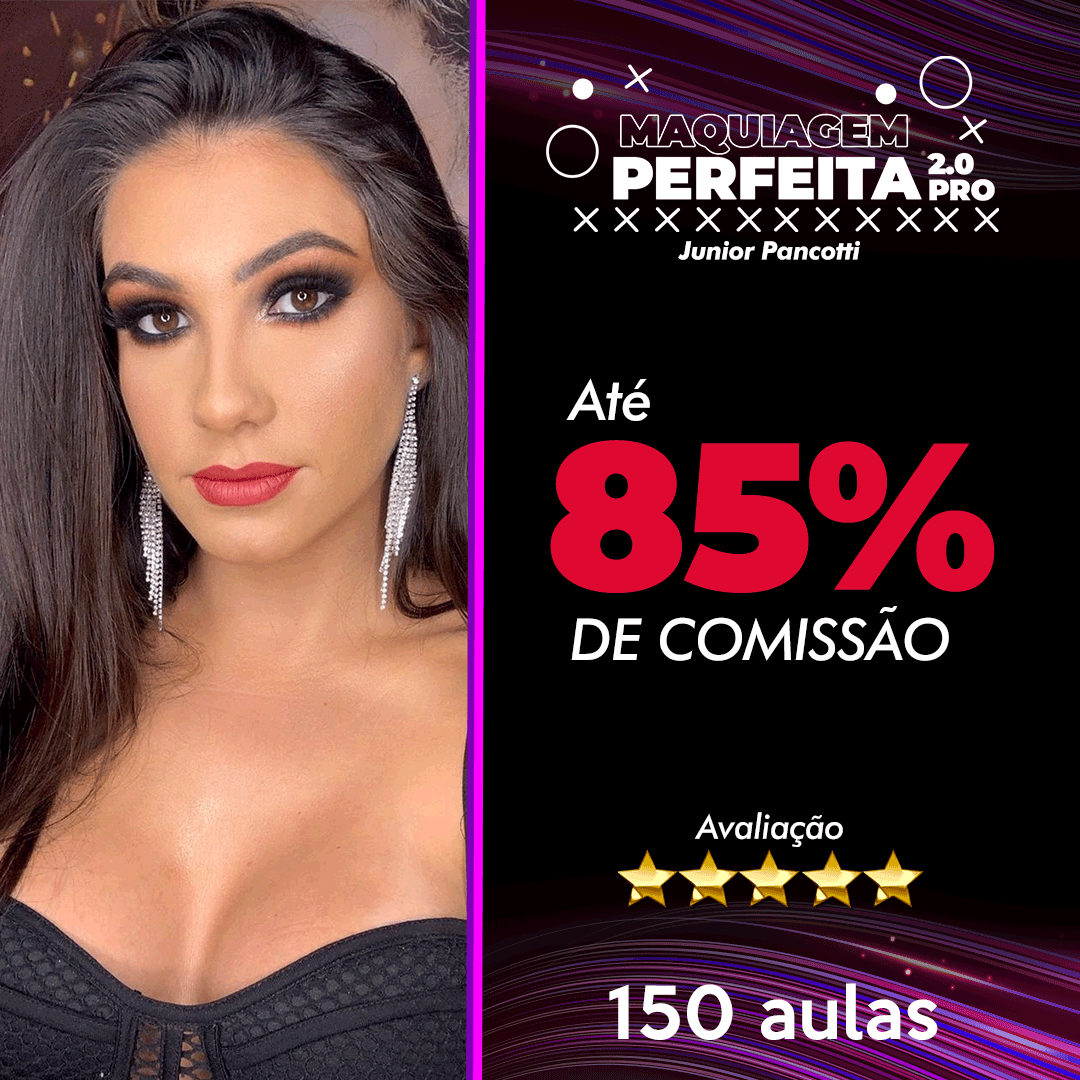 MAQUIAGEM
PERFEITA 2.0 PRO
Junior Pancotti
Até
85%
DE COMISSÃO
Avaliação
150 aulas